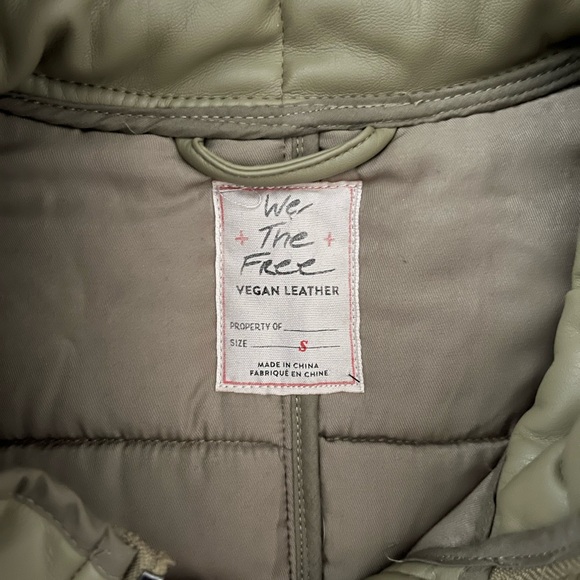 We
+ The +
Free
VEGAN LEATHER
PROPERTY OF
SIZE S
MADE IN CHINA
FABRIQUÉ EN CHINE